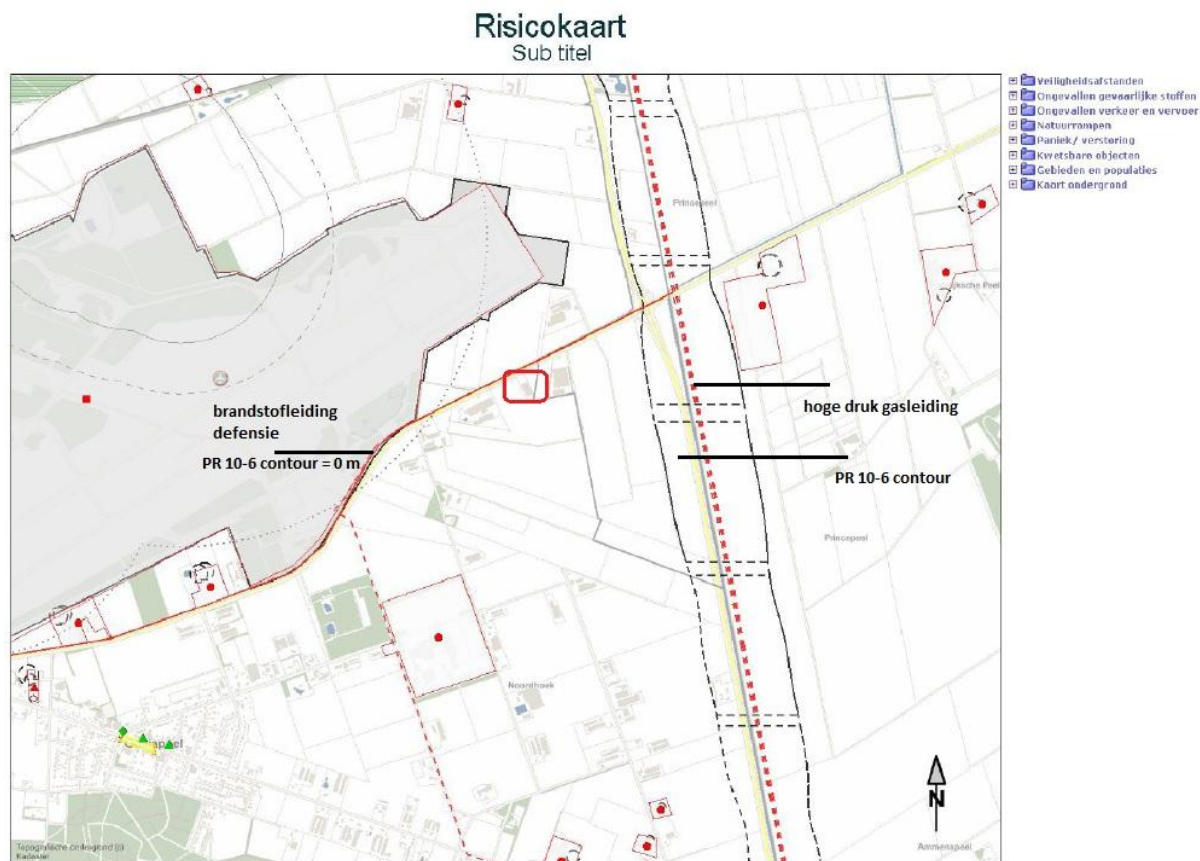 Risicokaart
Sub titel
Veiligheidsafstanden
Ongevallen gevaarlijke stoffen
Ongevallen verkeer en vervoer
Natuurrampen
Paniek/ verstoring
Kwetsbare objecten
Gebieden en populaties
Kaart ondergrond
Princepeel
Peel
brandstofleiding
defensie
PR 10-6 contour = 0 m
hoge druk gasleiding
PR 10-6 contour
Princepeel
Noordhoek
N
Topografische ondergrond (c)
Kadaster
Ammenspeel